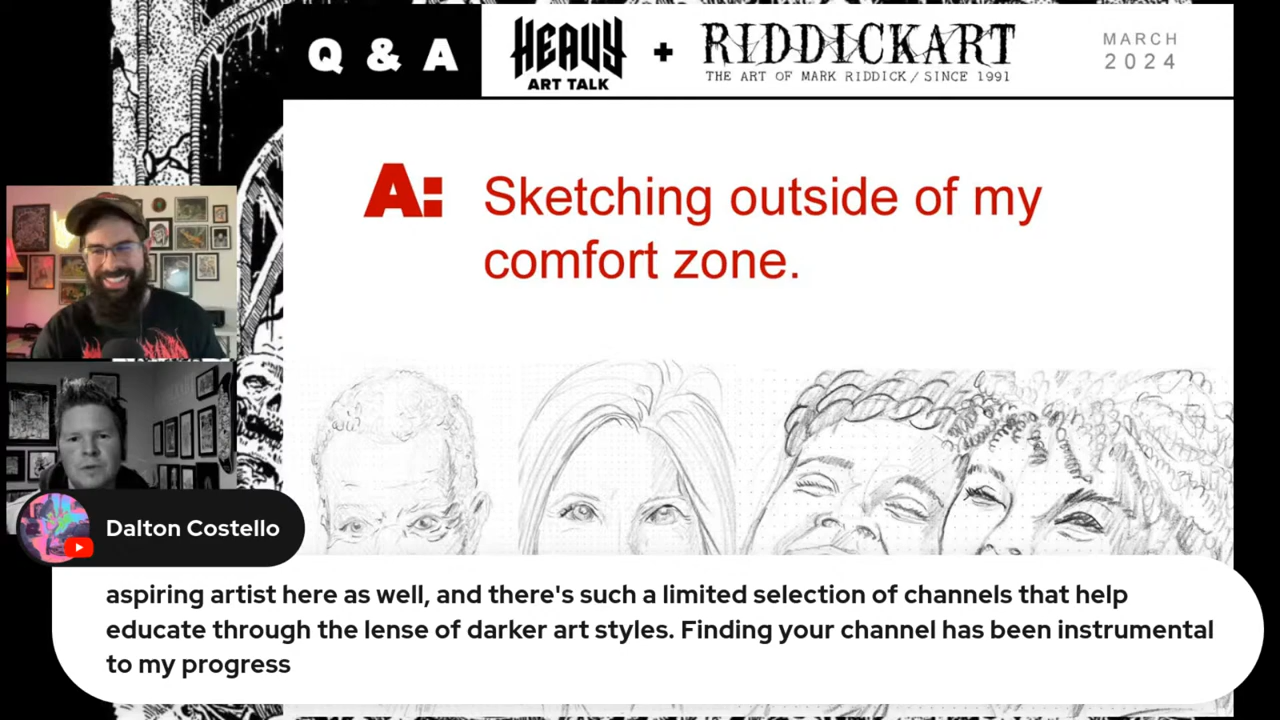 Q & A
HEAVY
ART TALK
+
RIDDICKART
THE ART OF MARK RIDDICK / SINCE 1991
MARCH
2024
A: Sketching outside of my
comfort zone.
Dalton Costello
aspiring artist here as well, and there's such a limited selection of channels that help
educate through the lense of darker art styles. Finding your channel has been instrumental
to my progress